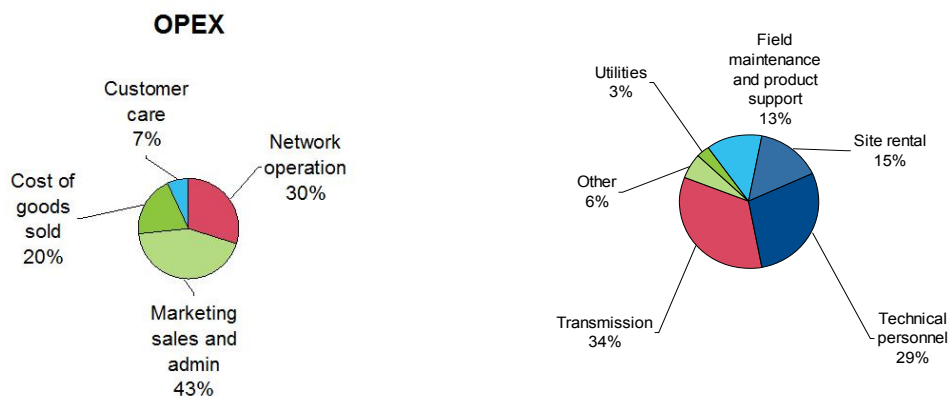 OPEX
Customer
care
7%
Network
operation
30%
Cost of
goods
sold
20%
Marketing
sales and
admin
43%
Field
maintenance
and product
support
13%
Utilities
3%
Site rental
15%
Other
6%
Transmission
34%
Technical
personnel
29%